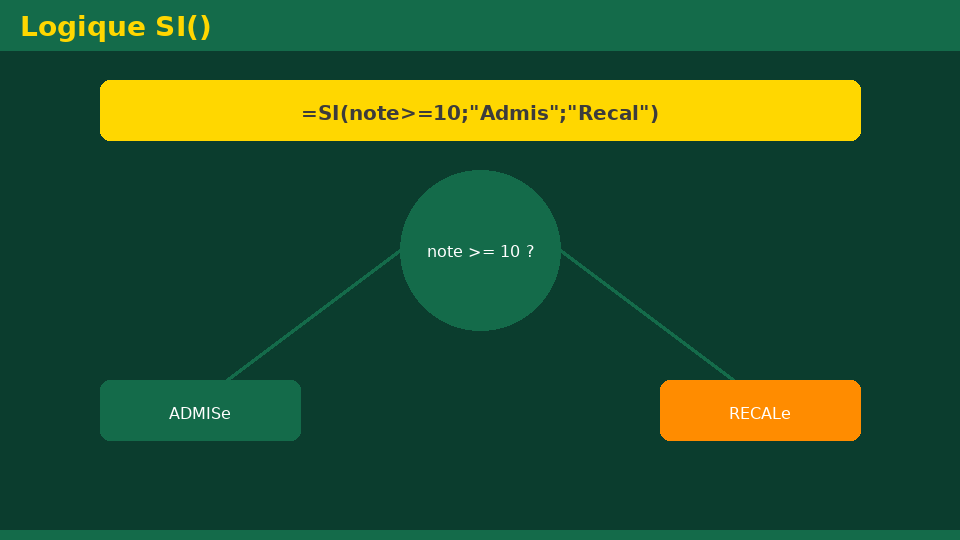 Logique SI()
=SI(note>=10;"Admis";"Recal")
note >= 10 ?
ADMISe
RECALe